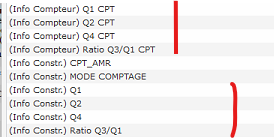 (Info Compteur) Q1 CPT
(Info Compteur) Q2 CPT
(Info Compteur) Q4 CPT
(Info Compteur) Ratio Q3/Q1 CPT
(Info Constr.) CPT_AMR
(Info Constr.) MODE COMPTAGE
(Info Constr.) Q1
(Info Constr.) Q2
(Info Constr.) Q4
(Info Constr.) Ratio Q3/Q1